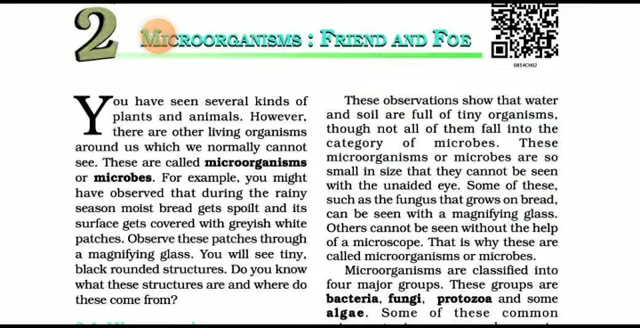 2 MICROORGANISMS : FRIEND AND FOE
0854CH02
You have seen several kinds of
plants and animals. However,
there are other living organisms
around us which we normally cannot
see. These are called microorganisms
or microbes. For example, you might
have observed that during the rainy
season moist bread gets spoilt and its
surface gets covered with greyish white
patches. Observe these patches through
a magnifying glass. You will see tiny,
black rounded structures. Do you know
what these structures are and where do
these come from?
These observations show that water
and soil are full of tiny organisms,
though not all of them fall into the
category of microbes. These
microorganisms or microbes are so
small in size that they cannot be seen
with the unaided eye. Some of these,
such as the fungus that grows on bread,
can be seen with a magnifying glass.
Others cannot be seen without the help
of a microscope. That is why these are
called microorganisms or microbes.
Microorganisms are classified into
four major groups. These groups are
bacteria, fungi, protozoa and some
algae. Some of these common